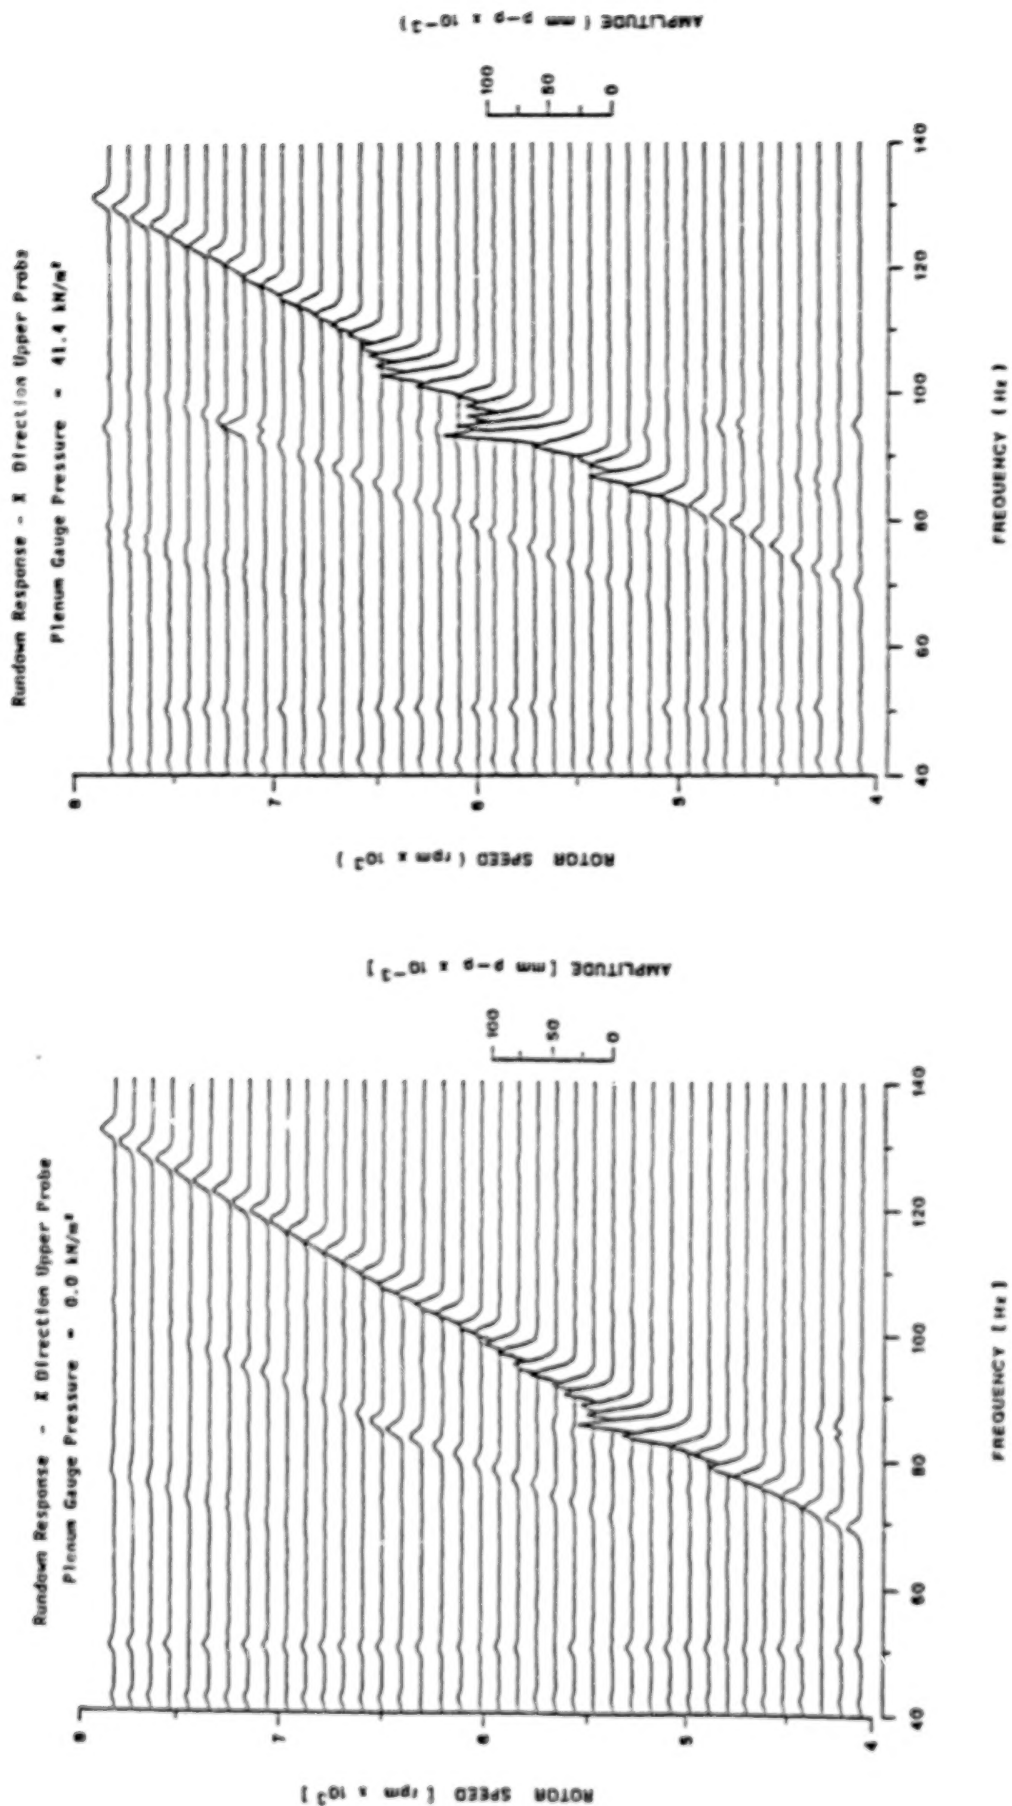 Rundown Response - X Direction Upper Probe
Plenum Gauge Pressure = 0.0 kN/m²
ROTOR SPEED [ rpm x 10³ ]
8
7
6
5
4
40
60
80
100
120
140
FREQUENCY [ Hz ]
100
50
0
AMPLITUDE [ mm p-p x 10⁻³ ]
Rundown Response - X Direction Upper Probe
Plenum Gauge Pressure = 41.4 kN/m²
ROTOR SPEED ( rpm x 10³ )
8
7
6
5
4
40
60
80
100
120
140
FREQUENCY ( Hz )
100
50
0
AMPLITUDE ( mm p-p x 10⁻³ )